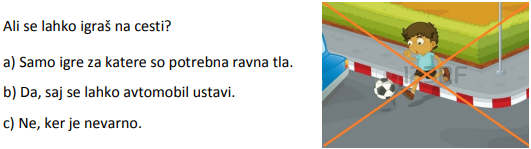 Ali se lahko igraš na cesti?
a) Samo igre za katere so potrebna ravna tla.
b) Da, saj se lahko avtomobil ustavi.
c) Ne, ker je nevarno.